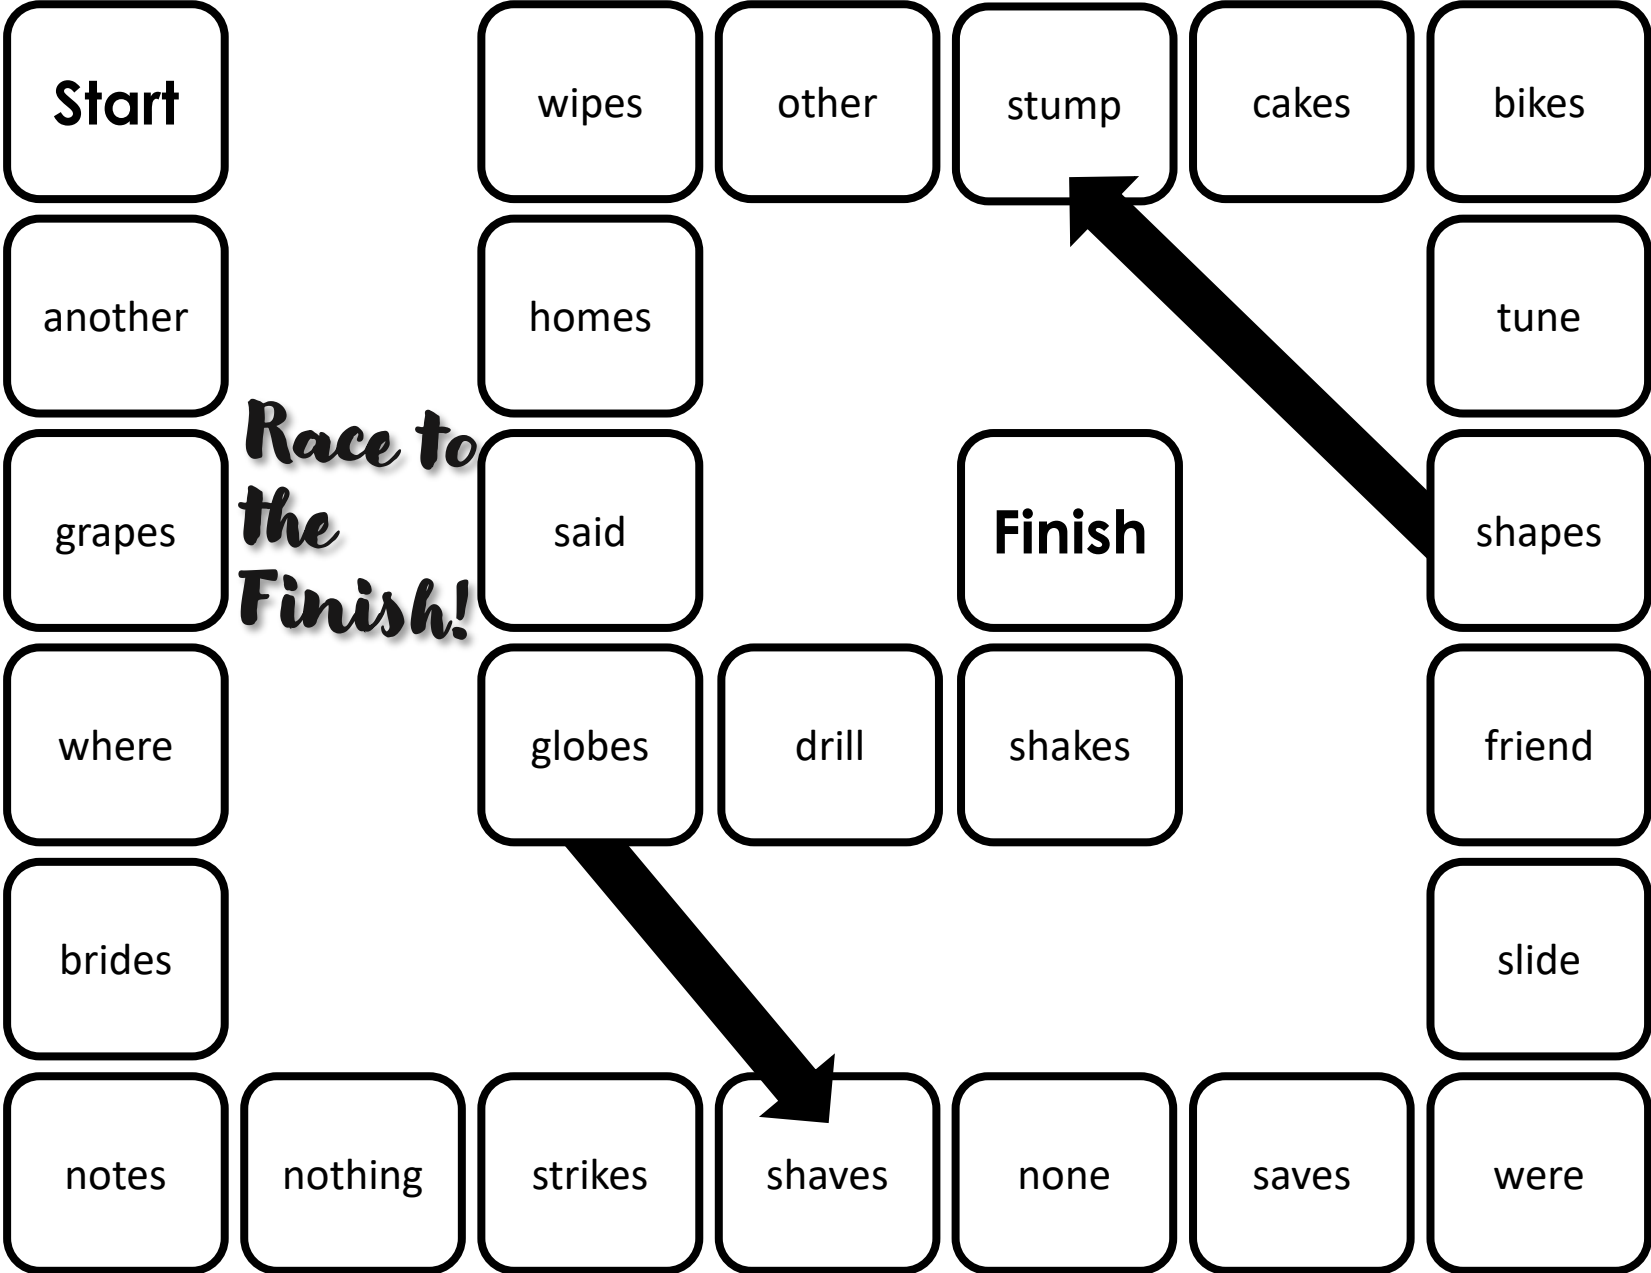 Start
wipes
other
stump
cakes
bikes
another
homes
tune
Race to
the
Finish!
grapes
said
Finish
shapes
where
globes
drill
shakes
friend
brides
slide
notes
nothing
strikes
shaves
none
saves
were